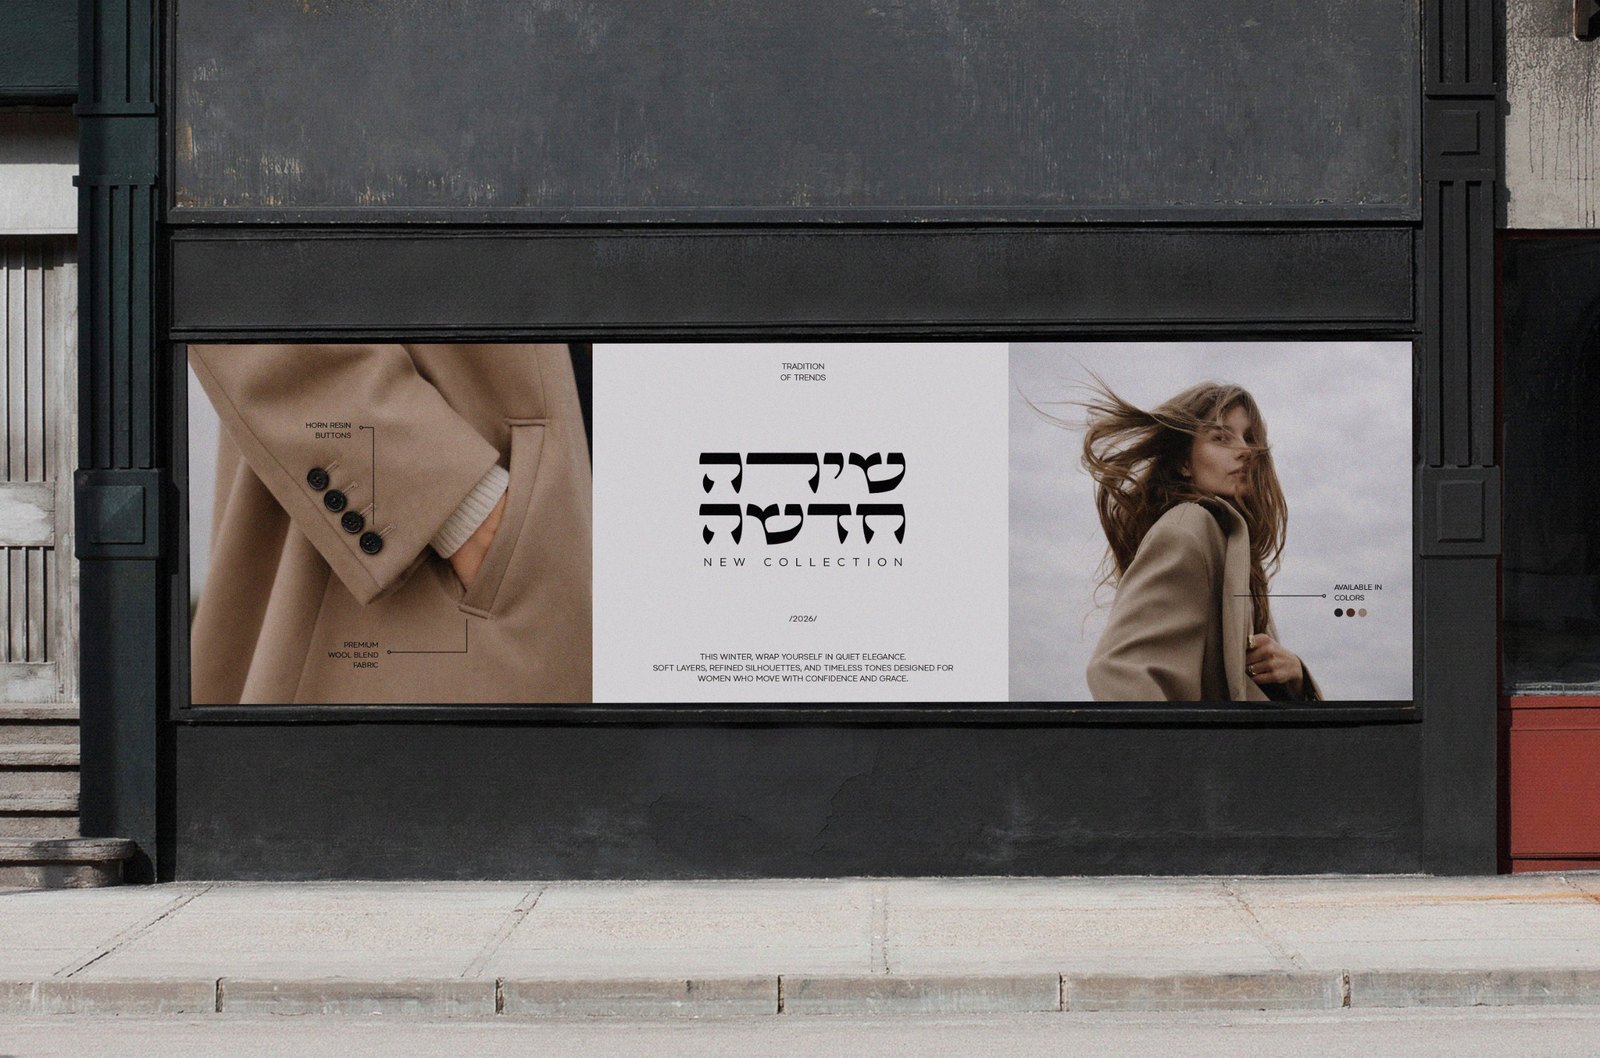 HORN RESIN
BUTTONS
PREMIUM
WOOL BLEND
FABRIC
TRADITION
OF TRENDS
שירה
חדשה
NEW COLLECTION
/2026/
THIS WINTER, WRAP YOURSELF IN QUIET ELEGANCE.
SOFT LAYERS, REFINED SILHOUETTES, AND TIMELESS TONES DESIGNED FOR
WOMEN WHO MOVE WITH CONFIDENCE AND GRACE.
AVAILABLE IN
COLORS